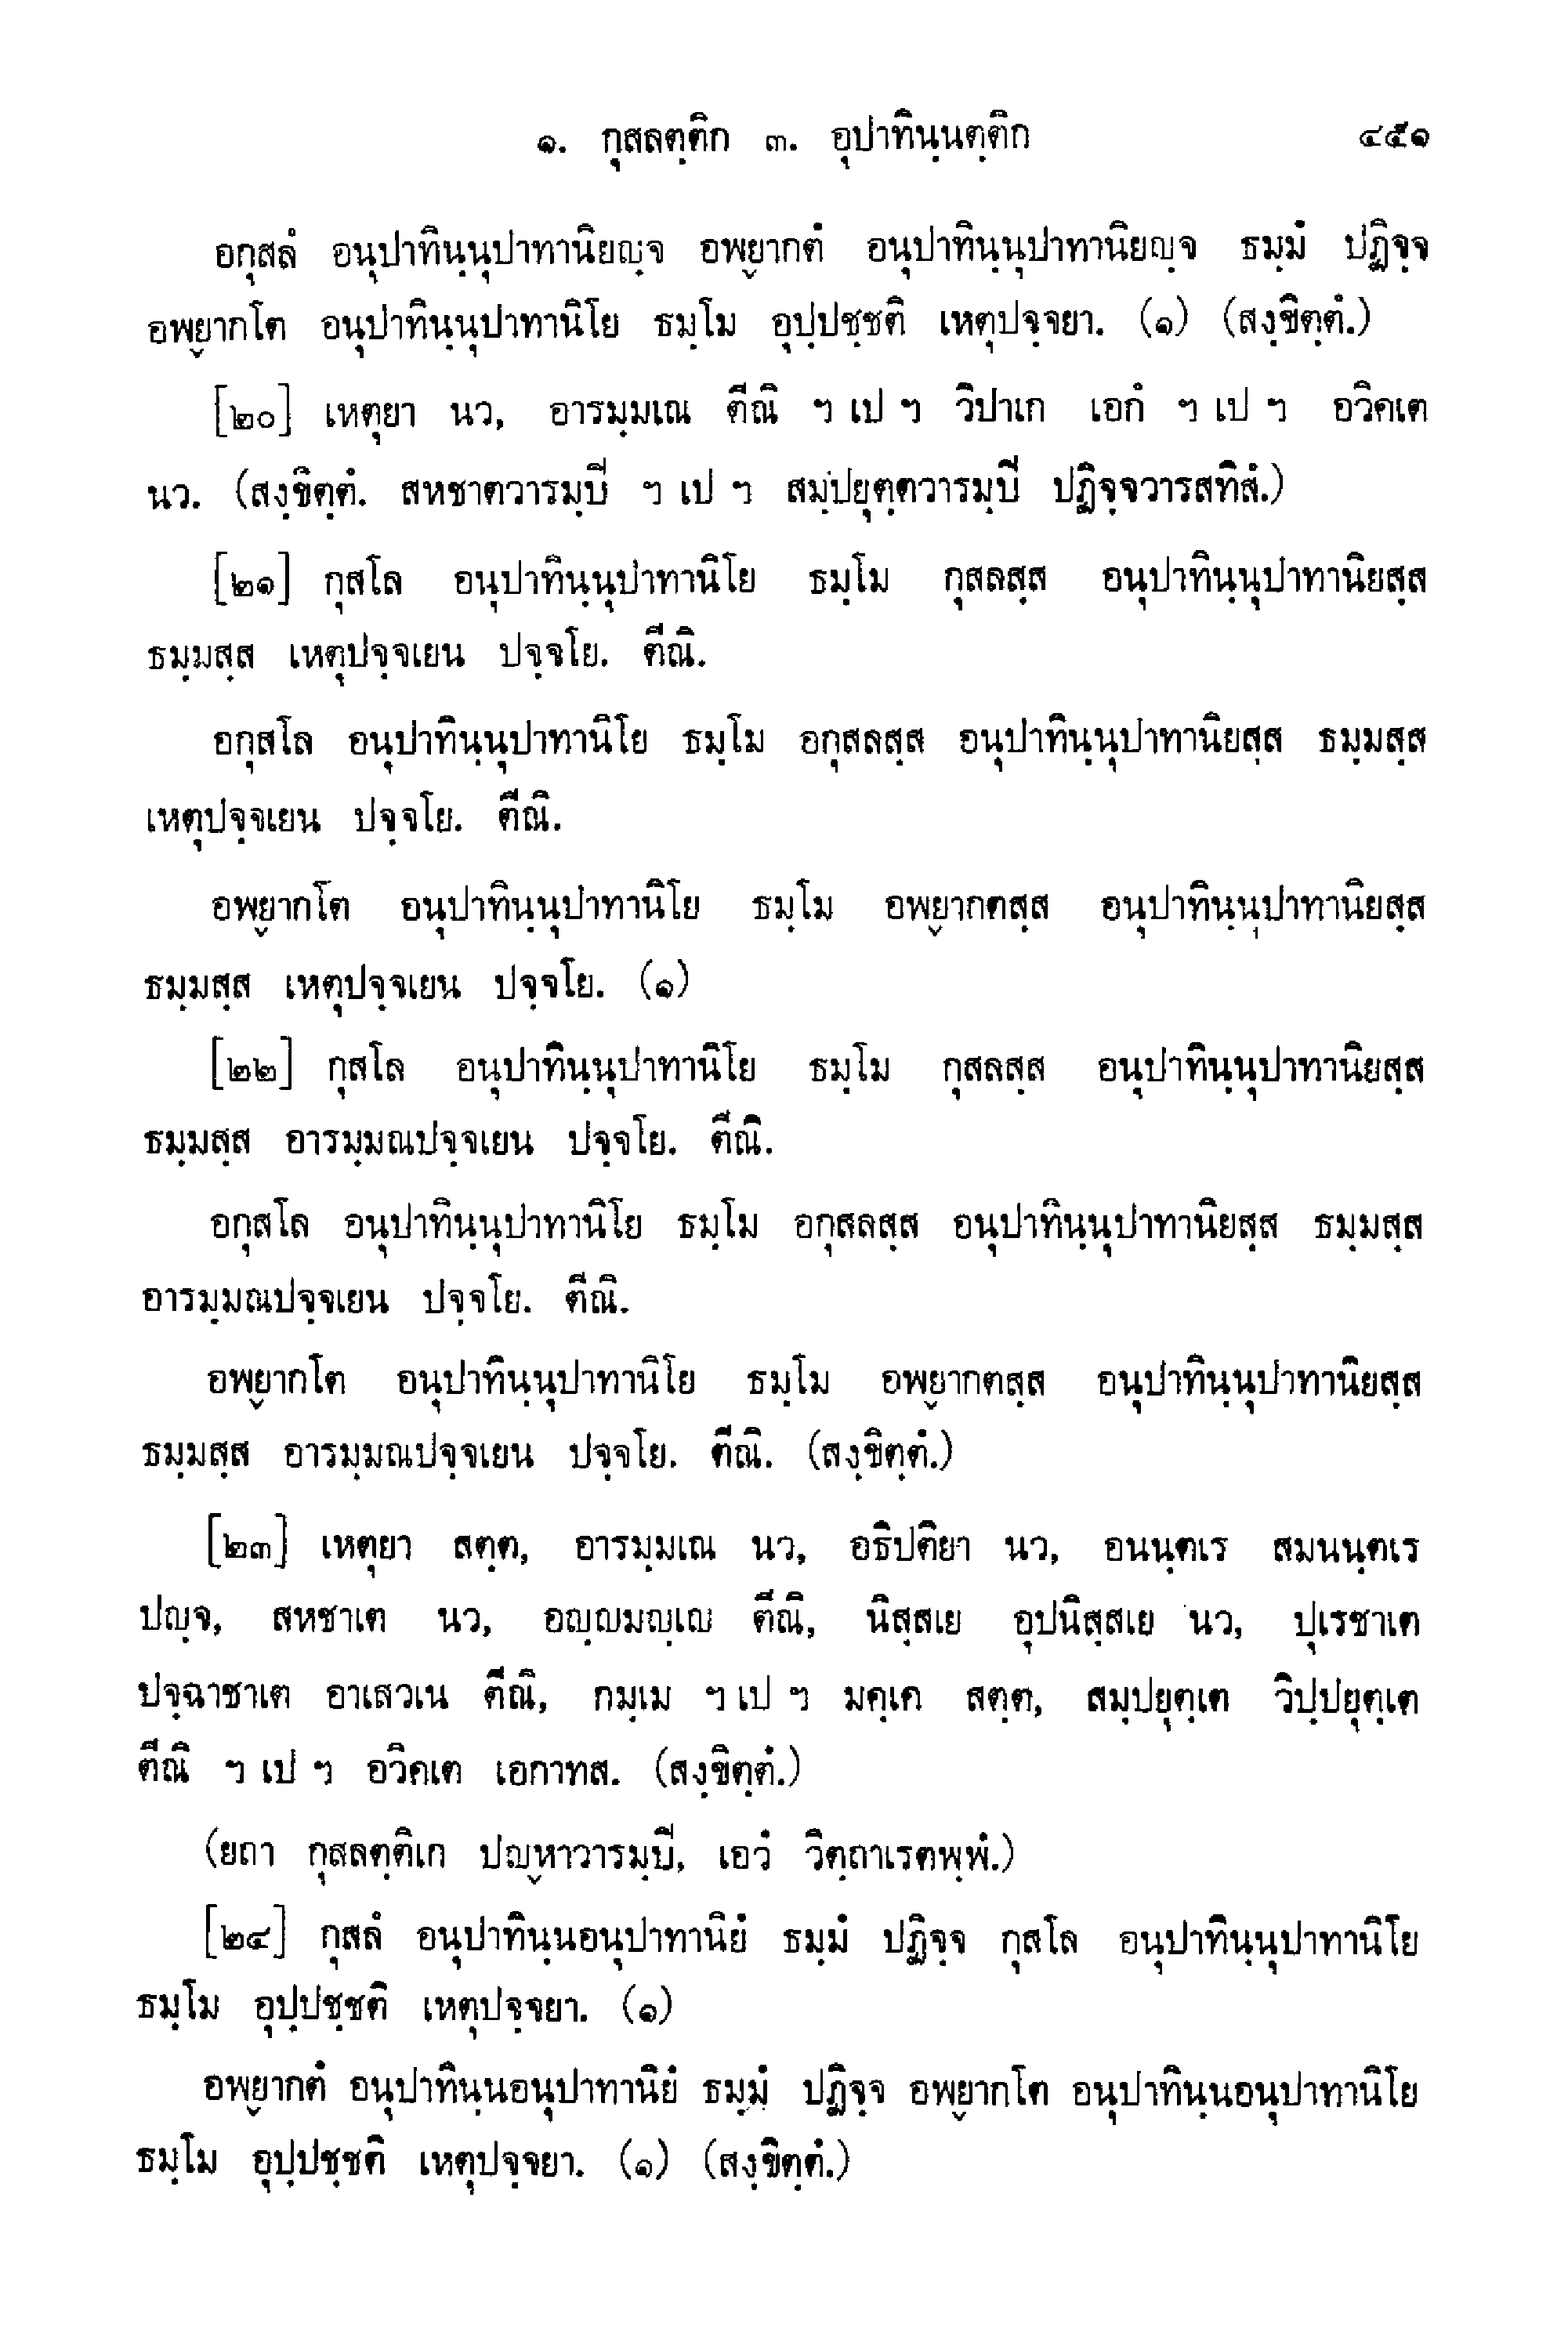 ๑. กุสลตฺติก ๓. อุปาทินฺนตฺติก ๔๕๑
อกุสลํ อนุปาทินฺนุปาทานิยญฺจ อพฺยากตํ อนุปาทินฺนุปาทานิยญฺจ ธมฺมํ ปฏิจฺจ
อพฺยากโต อนุปาทินฺนุปาทานิโย ธมฺโม อุปฺปชฺชติ เหตุปจฺจยา. (๑) (สงฺขิตฺตํ.)
[๒๐] เหตุยา นว, อารมฺมเณ ตีณิ ฯ เป ฯ วิปาเก เอกํ ฯ เป ฯ อวิคเต
นว. (สงฺขิตฺตํ. สหชาตวารมฺปี ฯ เป ฯ สมฺปยุตฺตวารมฺปี ปฏิจฺจวารสทิสํ.)
[๒๑] กุสโล อนุปาทินฺนุปาทานิโย ธมฺโม กุสลสฺส อนุปาทินฺนุปาทานิยสฺส
ธมฺมสฺส เหตุปจฺจเยน ปจฺจโย. ตีณิ.
อกุสโล อนุปาทินฺนุปาทานิโย ธมฺโม อกุสลสฺส อนุปาทินฺนุปาทานิยสฺส ธมฺมสฺส
เหตุปจฺจเยน ปจฺจโย. ตีณิ.
อพฺยากโต อนุปาทินฺนุปาทานิโย ธมฺโม อพฺยากตสฺส อนุปาทินฺนุปาทานิยสฺส
ธมฺมสฺส เหตุปจฺจเยน ปจฺจโย. (๑)
[๒๒] กุสโล อนุปาทินฺนุปาทานิโย ธมฺโม กุสลสฺส อนุปาทินฺนุปาทานิยสฺส
ธมฺมสฺส อารมฺมณปจฺจเยน ปจฺจโย. ตีณิ.
อกุสโล อนุปาทินฺนุปาทานิโย ธมฺโม อกุสลสฺส อนุปาทินฺนุปาทานิยสฺส ธมฺมสฺส
อารมฺมณปจฺจเยน ปจฺจโย. ตีณิ.
อพฺยากโต อนุปาทินฺนุปาทานิโย ธมฺโม อพฺยากตสฺส อนุปาทินฺนุปาทานิยสฺส
ธมฺมสฺส อารมฺมณปจฺจเยน ปจฺจโย. ตีณิ. (สงฺขิตฺตํ.)
[๒๓] เหตุยา สตฺต, อารมฺมเณ นว, อธิปติยา นว, อนนฺตเร สมนนฺตเร
ปญฺจ, สหชาเต นว, อญฺญมญฺเญ ตีณิ, นิสฺสเย อุปนิสฺสเย นว, ปุเรชาเต
ปจฺฉาชาเต อาเสวเน ตีณิ, กมฺเม ฯ เป ฯ มคฺเค สตฺต, สมฺปยุตฺเต วิปฺปยุตฺเต
ตีณิ ฯ เป ฯ อวิคเต เอกาทส. (สงฺขิตฺตํ.)
(ยถา กุสลตฺติเก ปญฺหาวารมฺปี, เอวํ วิตฺถาเรตพฺพํ.)
[๒๔] กุสลํ อนุปาทินฺนอนุปาทานิยํ ธมฺมํ ปฏิจฺจ กุสโล อนุปาทินฺนุปาทานิโย
ธมฺโม อุปฺปชฺชติ เหตุปจฺจยา. (๑)
อพฺยากตํ อนุปาทินฺนอนุปาทานิยํ ธมฺมํ ปฏิจฺจ อพฺยากโต อนุปาทินฺนอนุปาทานิโย
ธมฺโม อุปฺปชฺชติ เหตุปจฺจยา. (๑) (สงฺขิตฺตํ.)